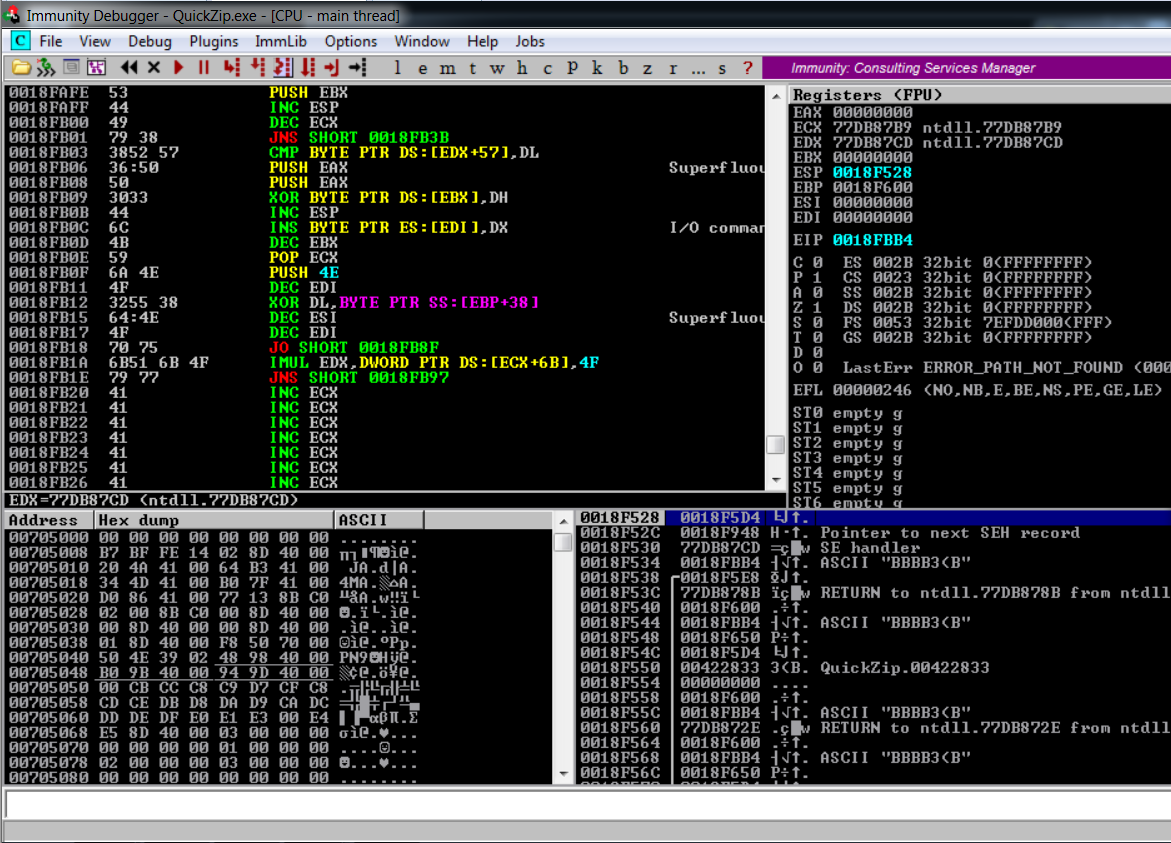 Immunity Debugger - QuickZip.exe - [CPU - main thread]
C File View Debug Plugins ImmLib Options Window Help Jobs
l e m t w h c P k b z r ... s ? Immunity: Consulting Services Manager
0018FAFE 53 PUSH EBX
0018FAFF 44 INC ESP
0018FB00 49 DEC ECX
0018FB01 79 38 JNS SHORT 0018FB3B
0018FB03 3852 57 CMP BYTE PTR DS:[EDX+57],DL
0018FB06 36:50 PUSH EAX Superfluou
0018FB08 50 PUSH EAX
0018FB09 3033 XOR BYTE PTR DS:[EBX],DH
0018FB0B 44 INC ESP
0018FB0C 6C INS BYTE PTR ES:[EDI],DX I/O comman
0018FB0D 4B DEC EBX
0018FB0E 59 POP ECX
0018FB0F 6A 4E PUSH 4E
0018FB11 4F DEC EDI
0018FB12 3255 38 XOR DL,BYTE PTR SS:[EBP+38]
0018FB15 64:4E DEC ESI Superfluou
0018FB17 4F DEC EDI
0018FB18 70 75 JO SHORT 0018FB8F
0018FB1A 6B51 6B 4F IMUL EDX,DWORD PTR DS:[ECX+6B],4F
0018FB1E 79 77 JNS SHORT 0018FB97
0018FB20 41 INC ECX
0018FB21 41 INC ECX
0018FB22 41 INC ECX
0018FB23 41 INC ECX
0018FB24 41 INC ECX
0018FB25 41 INC ECX
0018FB26 41 INC ECX
EDX=77DB87CD (ntdll.77DB87CD)
Registers (FPU)
EAX 00000000
ECX 77DB87B9 ntdll.77DB87B9
EDX 77DB87CD ntdll.77DB87CD
EBX 00000000
ESP 0018F528
EBP 0018F600
ESI 00000000
EDI 00000000
EIP 0018FBB4
C 0 ES 002B 32bit 0(FFFFFFFF)
P 1 CS 0023 32bit 0(FFFFFFFF)
A 0 SS 002B 32bit 0(FFFFFFFF)
Z 1 DS 002B 32bit 0(FFFFFFFF)
S 0 FS 0053 32bit 7EFDD000(FFF)
T 0 GS 002B 32bit 0(FFFFFFFF)
D 0
O 0 LastErr ERROR_PATH_NOT_FOUND (000
EFL 00000246 (NO,NB,E,BE,NS,PE,GE,LE)
ST0 empty g
ST1 empty g
ST2 empty g
ST3 empty g
ST4 empty g
ST5 empty g
ST6 empty g
Address Hex dump ASCII
00705000 00 00 00 00 00 00 00 00 ........
00705008 B7 BF FE 14 02 8D 40 00
00705010 20 4A 41 00 64 B3 41 00
00705018 34 4D 41 00 B0 7F 41 00
00705020 D0 86 41 00 77 13 8B C0
00705028 02 00 8B C0 00 8D 40 00
00705030 00 8D 40 00 00 8D 40 00
00705038 01 8D 40 00 F8 50 70 00
00705040 50 4E 39 02 48 98 40 00
00705048 B0 9B 40 00 94 9D 40 00
00705050 00 CB CC C8 C9 D7 CF C8
00705058 CD CE DB D8 DA D9 CA DC
00705060 DD DE DF E0 E1 E3 00 E4
00705068 E5 8D 40 00 03 00 00 00
00705070 00 00 00 00 01 00 00 00
00705078 02 00 00 00 03 00 00 00
00705080 00 00 00 00 00 00 00 00 ........
0018F528 0018F5D4
0018F52C 0018F948 Pointer to next SEH record
0018F530 77DB87CD SE handler
0018F534 0018FBB4 ASCII "BBBB3(B"
0018F538 0018F5E8
0018F53C 77DB878B RETURN to ntdll.77DB878B from ntdll
0018F540 0018F600
0018F544 0018FBB4 ASCII "BBBB3(B"
0018F548 0018F650
0018F54C 0018F5D4
0018F550 00422833 3(B. QuickZip.00422833
0018F554 00000000 ....
0018F558 0018F600
0018F55C 0018FBB4 ASCII "BBBB3(B"
0018F560 77DB872E RETURN to ntdll.77DB872E from ntdll
0018F564 0018F600
0018F568 0018FBB4 ASCII "BBBB3(B"
0018F56C 0018F650